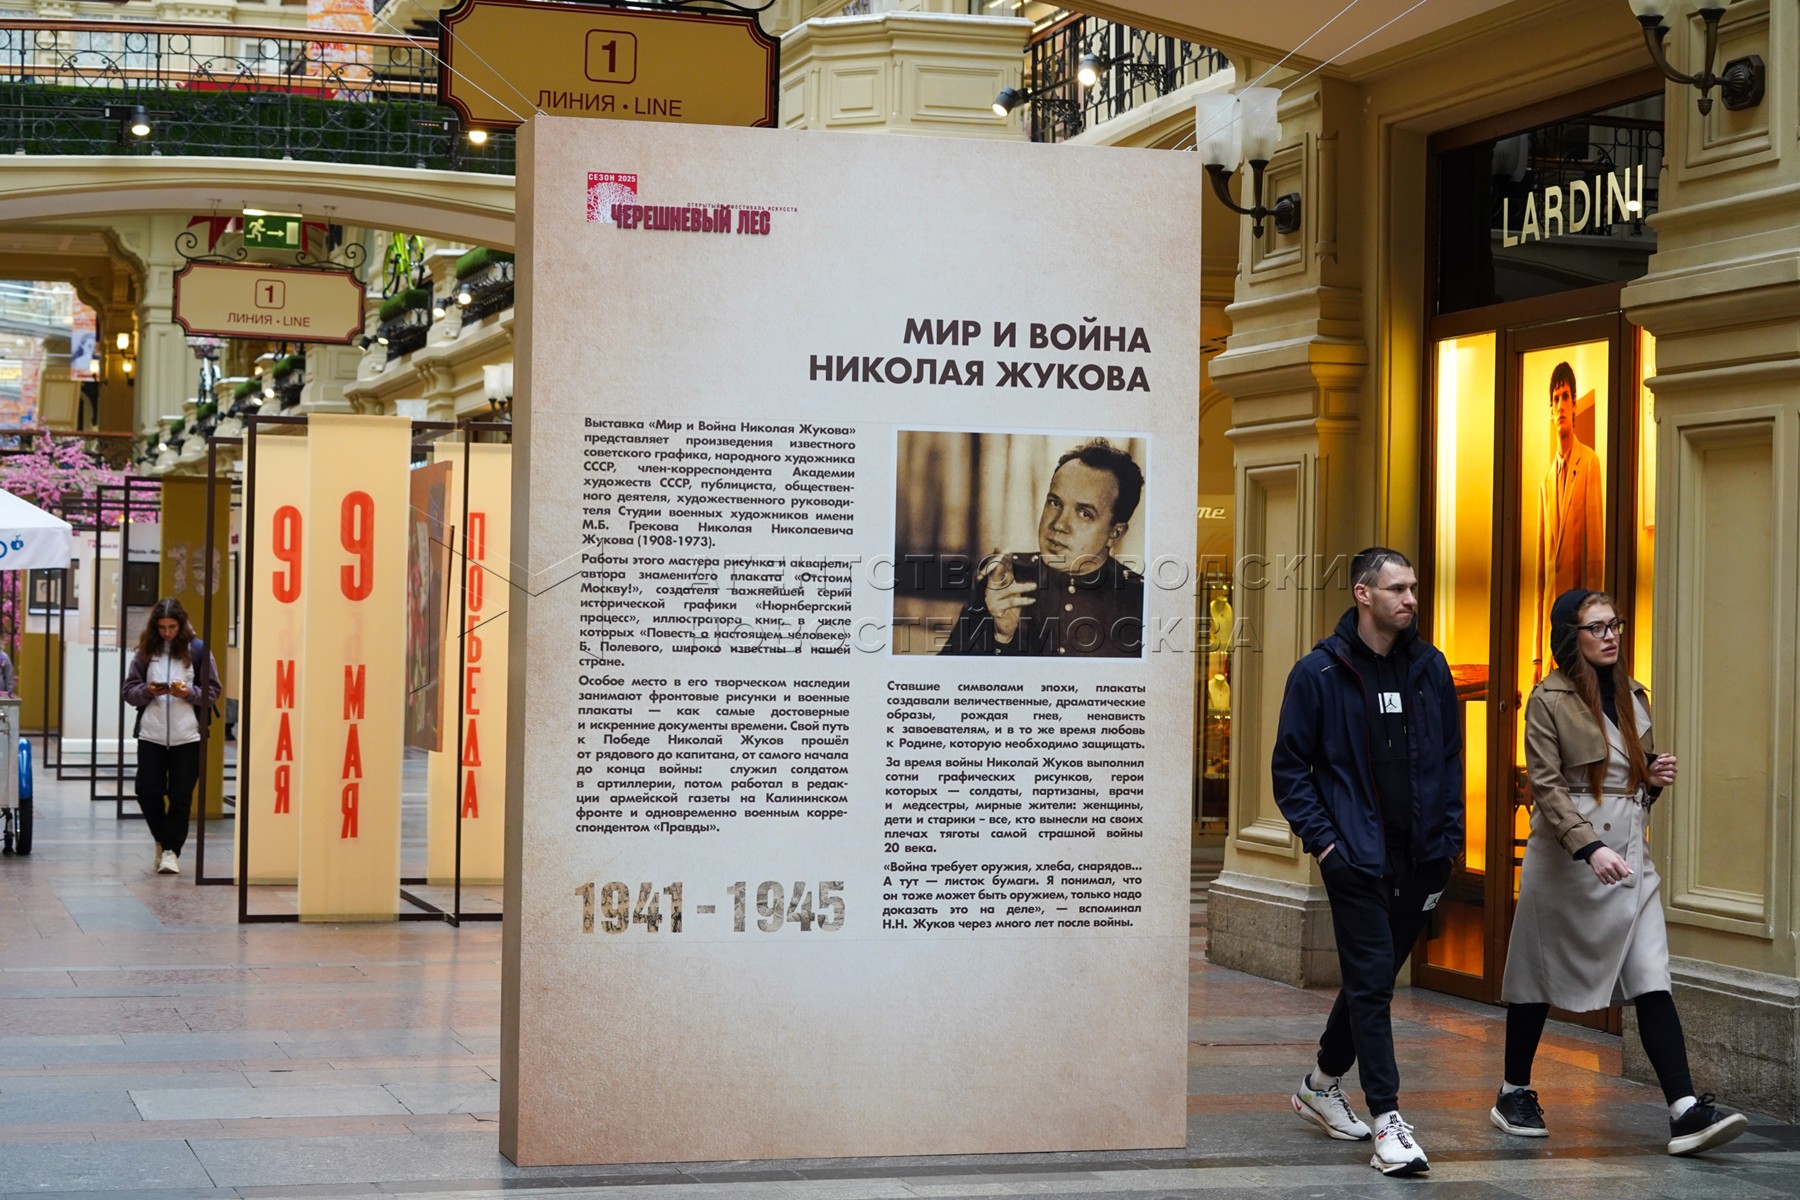 1
ЛИНИЯ • LINE
1
ЛИНИЯ • LINE
LARDINI
СЕЗОН 2025
ОТКРЫТЫЙ ФЕСТИВАЛЬ ИСКУССТВ
ЧЕРЕШНЕВЫЙ ЛЕС
МИР И ВОЙНА
НИКОЛАЯ ЖУКОВА
Выставка «Мир и Война Николая Жукова»
представляет произведения известного
советского графика, народного художника
СССР, член-корреспондента Академии
художеств СССР, публициста, обществен-
ного деятеля, художественного руководи-
теля Студии военных художников имени
М.Б. Грекова Николая Николаевича
Жукова (1908-1973).
Работы этого мастера рисунка и акварели,
автора знаменитого плаката "Отстоим
Москву!», создателя важнейшей серии
исторической графики «Нюрнбергский
процесс», иллюстратора книг, в числе
которых «Повесть о настоящем человеке»
Б. Полевого, широко известны в нашей
стране.
Особое место в его творческом наследии
занимают фронтовые рисунки и военные
плакаты — как самые достоверные
и искренние документы времени. Свой путь
к Победе Николай Жуков прошёл
от рядового до капитана, от самого начала
до конца войны: служил солдатом
в артиллерии, потом работал в редак-
ции армейской газеты на Калининском
фронте и одновременно военным корре-
спондентом «Правды».
1941-1945
Ставшие символами эпохи, плакаты
создавали величественные, драматические
образы, рождая гнев, ненависть
к завоевателям, и в то же время любовь
к Родине, которую необходимо защищать.
За время войны Николай Жуков выполнил
сотни графических рисунков, герои
которых — солдаты, партизаны, врачи
и медсестры, мирные жители: женщины,
дети и старики – все, кто вынесли на своих
плечах тяготы самой страшной войны
20 века.
«Война требует оружия, хлеба, снарядов...
А тут — листок бумаги. Я понимал, что
он тоже может быть оружием, только надо
доказать это на деле», — вспоминал
Н.Н. Жуков через много лет после войны.
9 МАЯ
9 МАЯ
ПОБЕДА
АГЕНТСТВО ГОРОДСКИХ
НОВОСТЕЙ МОСКВА